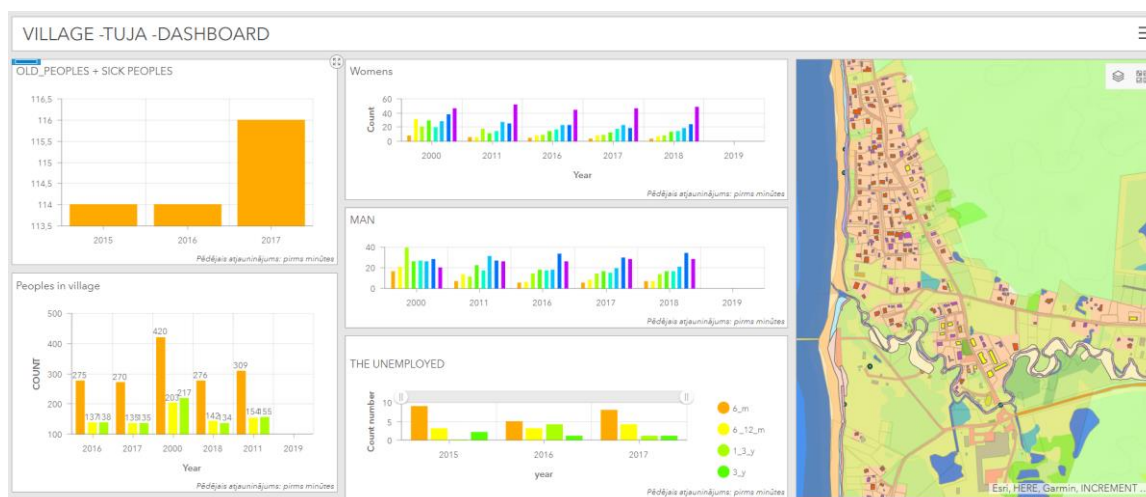 VILLAGE -TUJA -DASHBOARD
OLD_PEOPLES + SICK PEOPLES
116,5
116
115,5
115
114,5
114
113,5
2015 2016 2017
Pēdējais atjauninājums: pirms minūtes
Peoples in village
500
400
300
200
100
COUNT
275 137 138
270 135 135
420 203 217
276 142 134
309 154 155
2016 2017 2000 2018 2011 2019
Year
Pēdējais atjauninājums: pirms minūtes
Womens
60
40
20
0
Count
2000 2011 2016 2017 2018 2019
Year
Pēdējais atjauninājums: pirms minūtes
MAN
40
20
0
2000 2011 2016 2017 2018 2019
Pēdējais atjauninājums: pirms minūtes
THE UNEMPLOYED
10
5
0
Count number
2015 2016 2017
year
6_m
6_12_m
1_3_y
3_y
Pēdējais atjauninājums: pirms minūtes
Esri, HERE, Garmin, INCREMENT ...